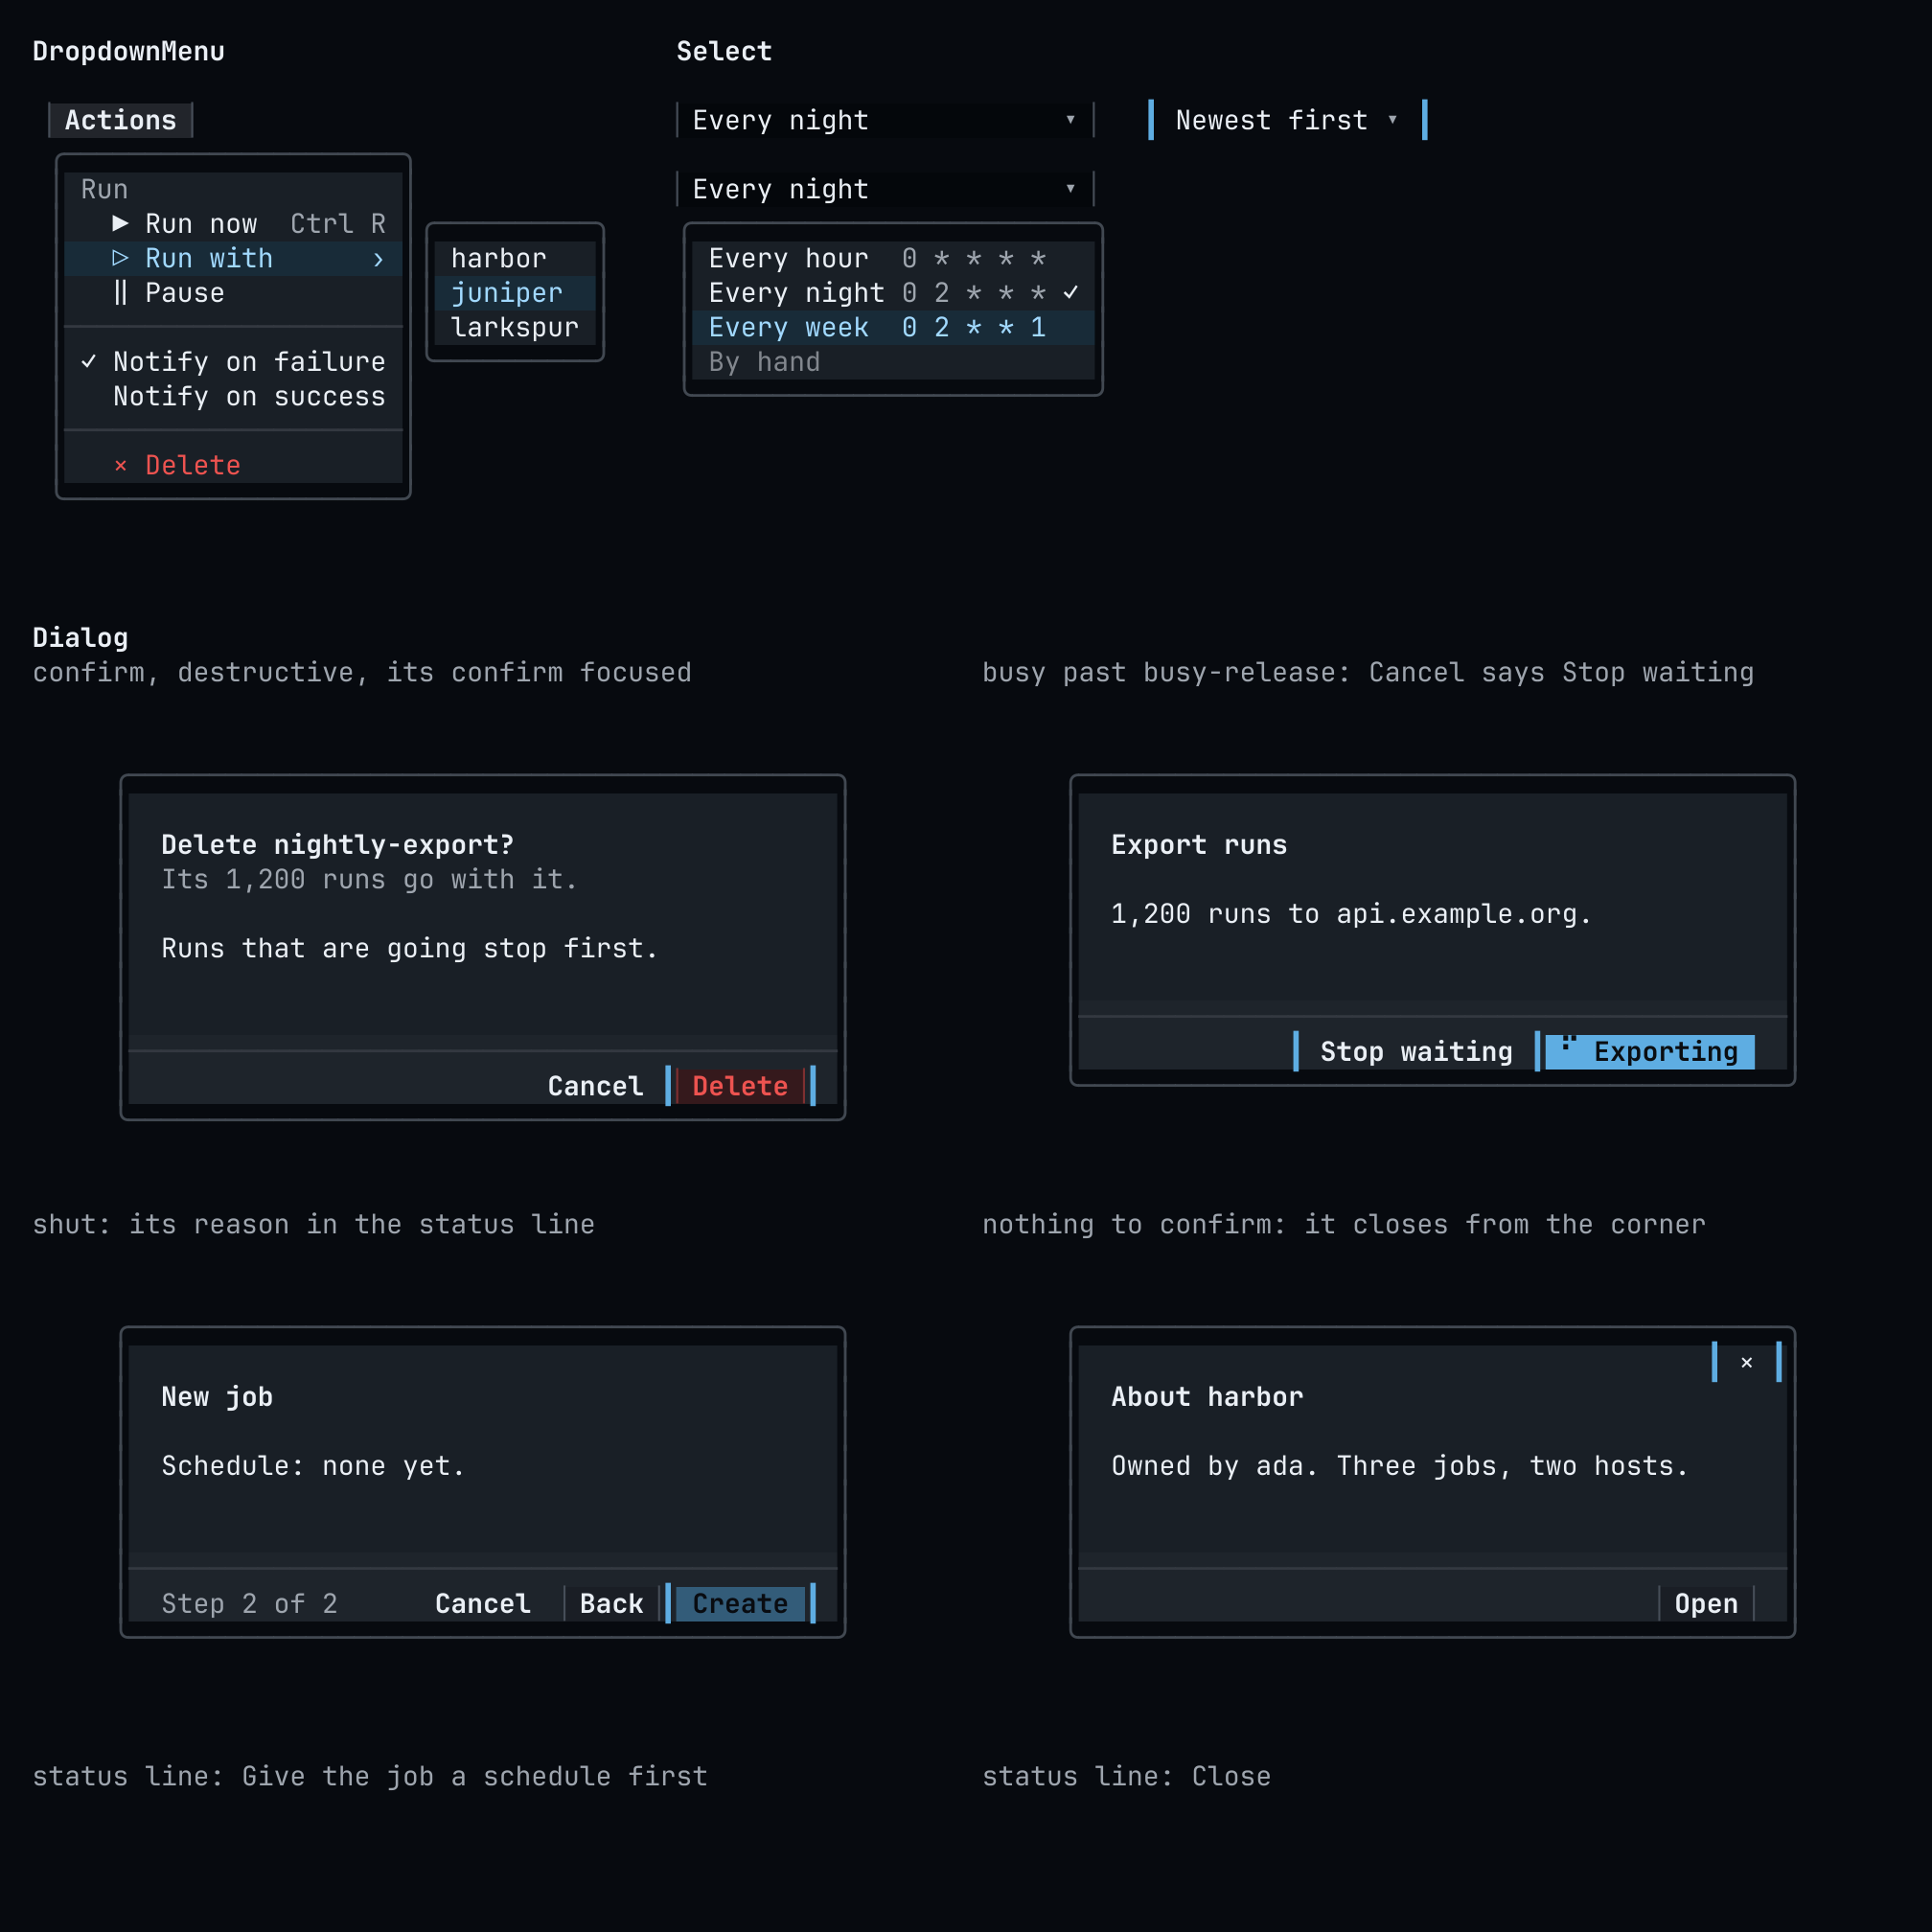 DropdownMenu
Actions
Run
▶ Run now Ctrl R
▷ Run with ›
‖ Pause
✓ Notify on failure
Notify on success
× Delete
harbor
juniper
larkspur
Select
Every night ▾
Newest first ▾
Every night ▾
Every hour 0 * * * *
Every night 0 2 * * * ✓
Every week 0 2 * * 1
By hand
Dialog
confirm, destructive, its confirm focused
Delete nightly-export?
Its 1,200 runs go with it.
Runs that are going stop first.
Cancel Delete
busy past busy-release: Cancel says Stop waiting
Export runs
1,200 runs to api.example.org.
Stop waiting Exporting
shut: its reason in the status line
New job
Schedule: none yet.
Step 2 of 2 Cancel Back Create
status line: Give the job a schedule first
nothing to confirm: it closes from the corner
×
About harbor
Owned by ada. Three jobs, two hosts.
Open
status line: Close